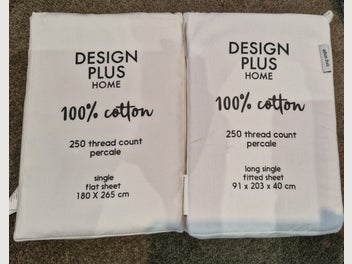 DESIGN
PLUS
HOME
100% cotton
250 thread count
percale
single
flat sheet
180 X 265 cm
DESIGN
PLUS
HOME
100% cotton
250 thread count
percale
long single
fitted sheet
91 x 203 x 40 cm